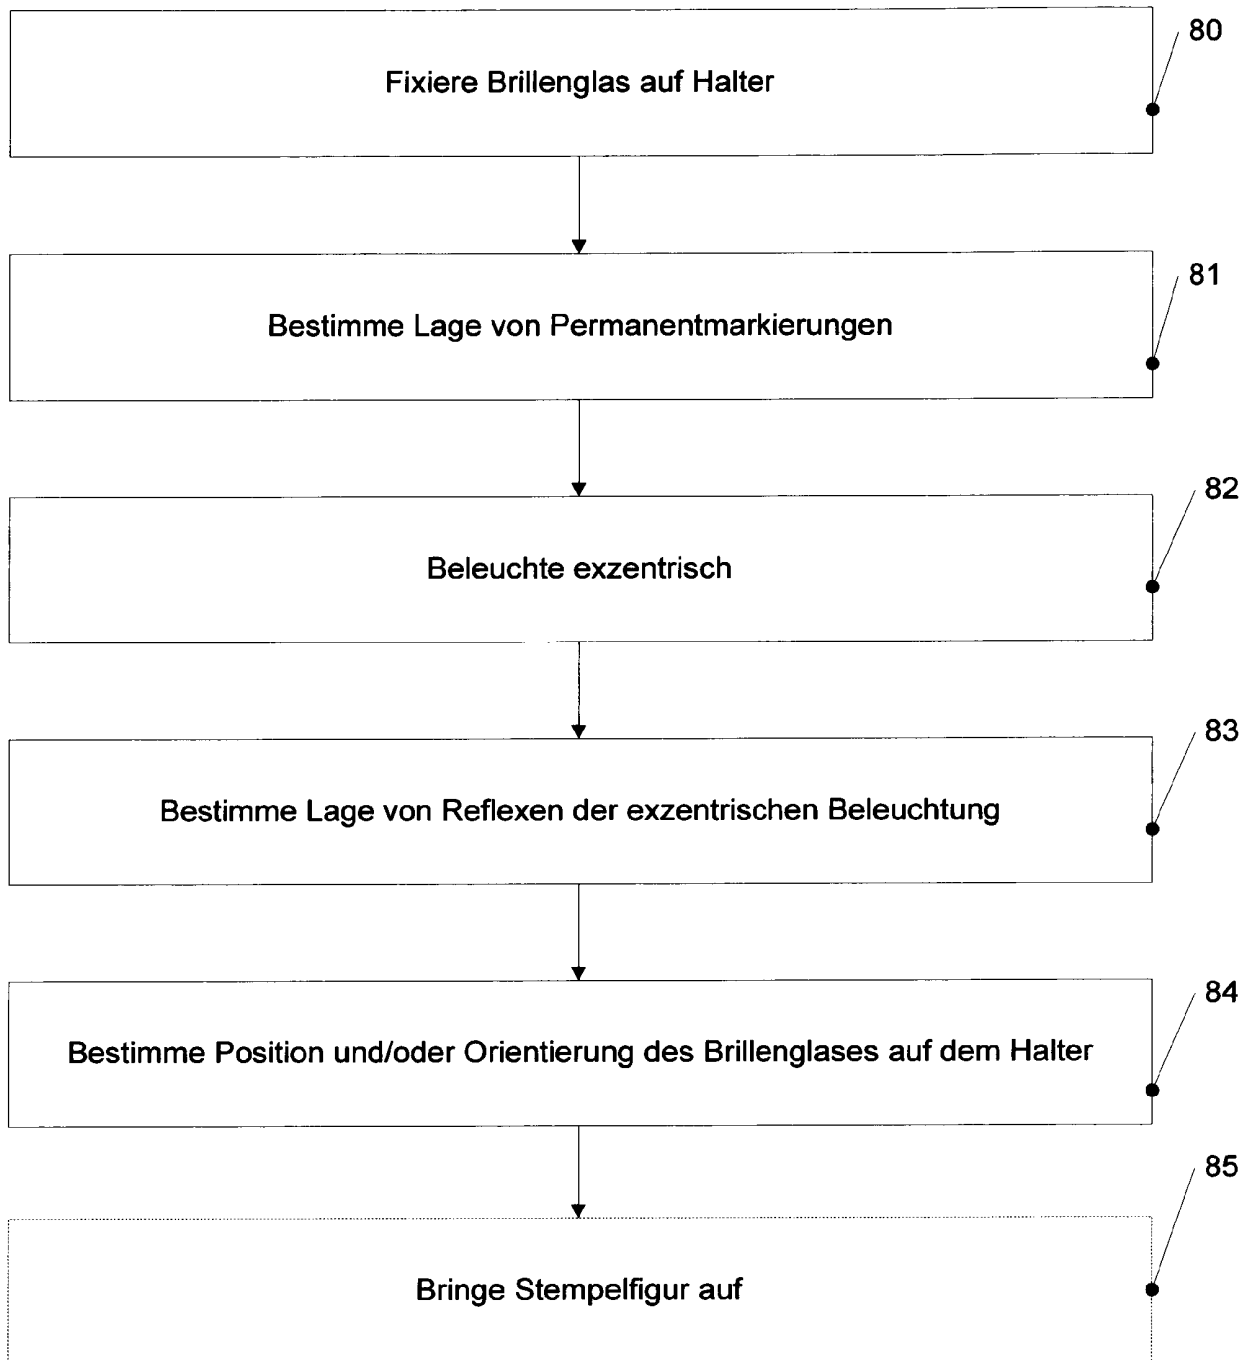 80
Fixiere Brillenglas auf Halter
81
Bestimme Lage von Permanentmarkierungen
82
Beleuchte exzentrisch
83
Bestimme Lage von Reflexen der exzentrischen Beleuchtung
84
Bestimme Position und/oder Orientierung des Brillenglases auf dem Halter
85
Bringe Stempelfigur auf